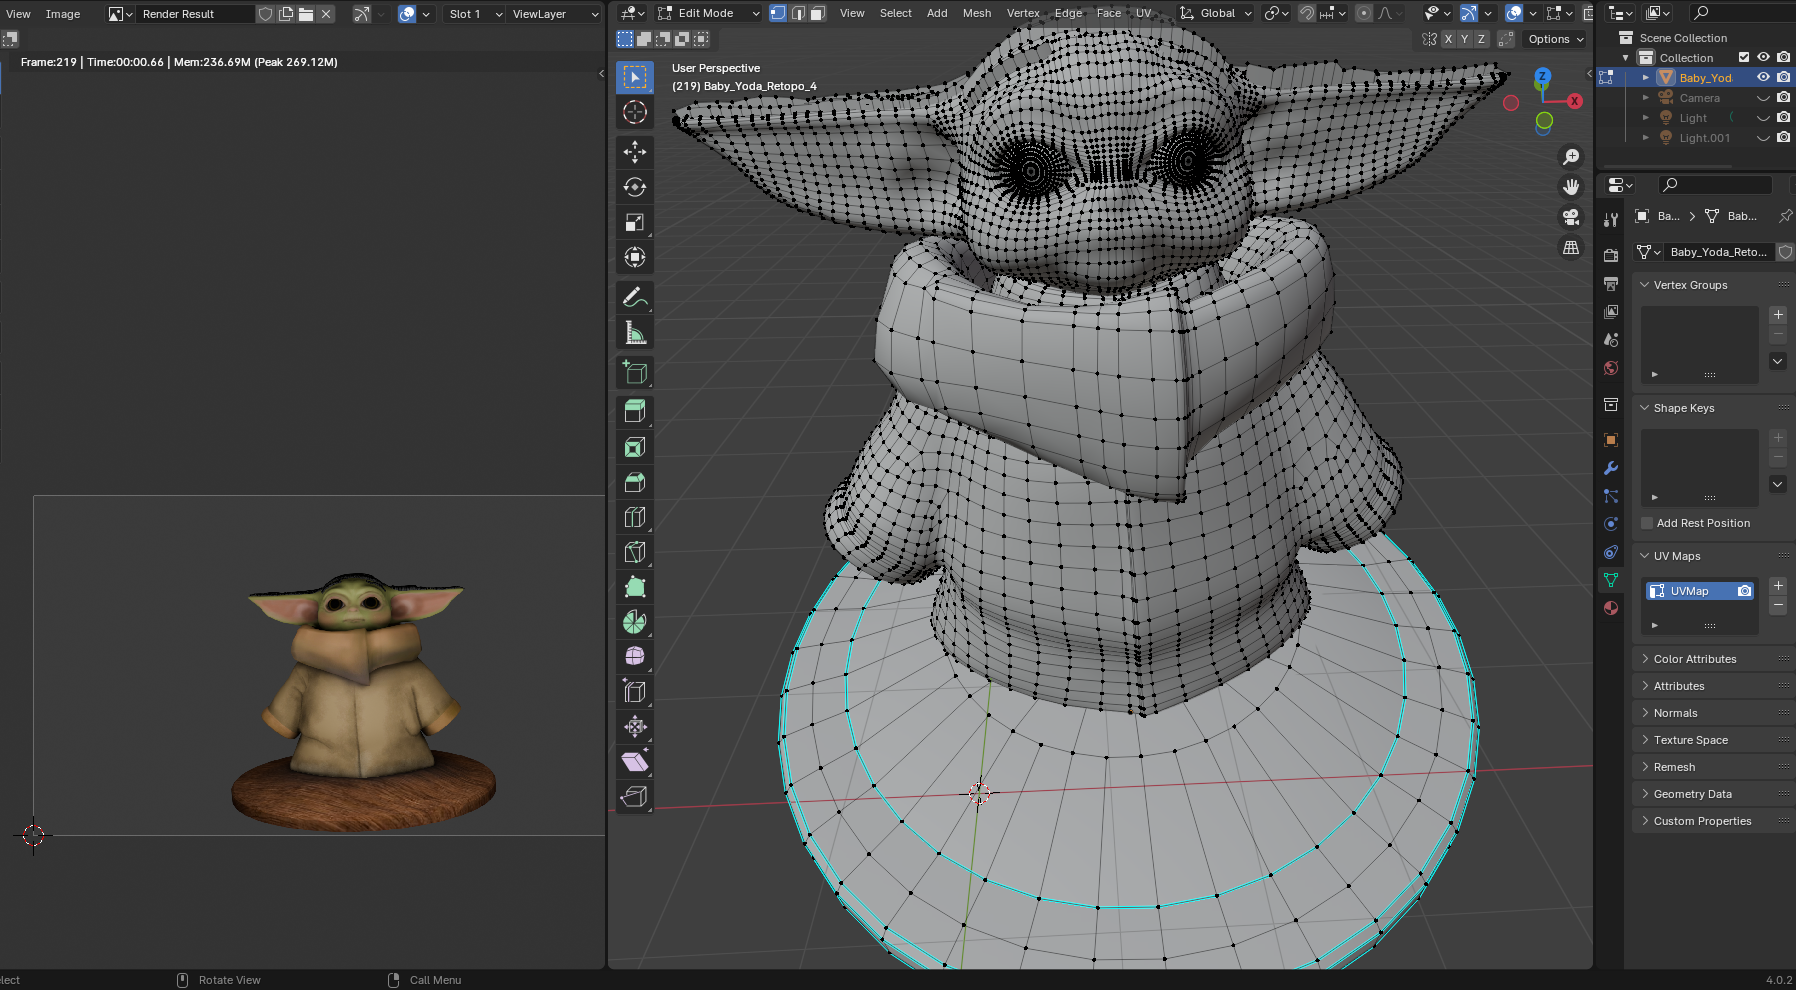 View Image Render Result Slot 1 ViewLayer
Frame:219 | Time:00:00.66 | Mem:236.69M (Peak 269.12M)
Edit Mode View Select Add Mesh Vertex Edge Face UV Global
X Y Z Options
User Perspective
(219) Baby_Yoda_Retopo_4
Z
X
Scene Collection
Collection
Baby_Yod
Camera
Light
Light.001
Ba... Bab...
Baby_Yoda_Reto...
Vertex Groups
Shape Keys
Add Rest Position
UV Maps
UVMap
Color Attributes
Attributes
Normals
Texture Space
Remesh
Geometry Data
Custom Properties
elect Rotate View Call Menu 4.0.2